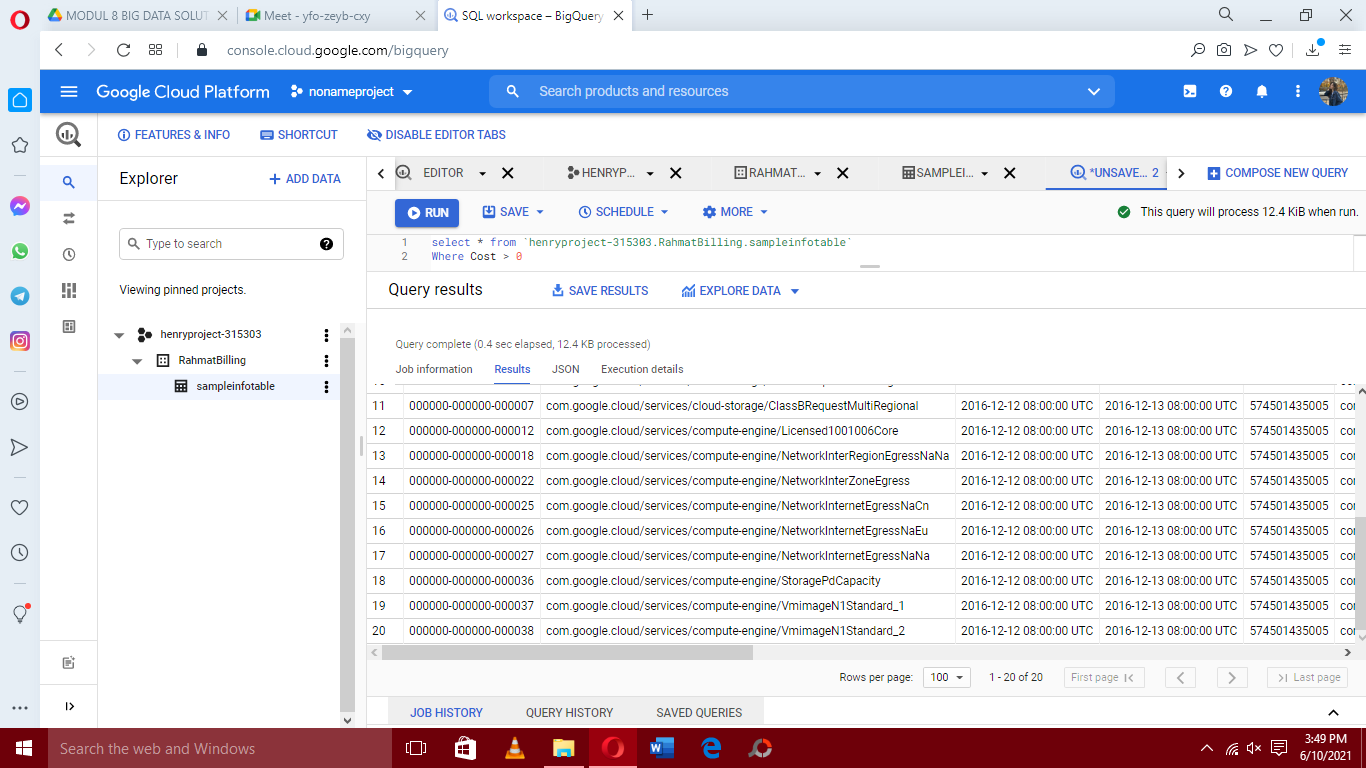 MODUL 8 BIG DATA SOLUT
Meet - yfo-zeyb-cxy
SQL workspace – BigQuery
console.cloud.google.com/bigquery
Google Cloud Platform
nonameproject
Search products and resources
FEATURES & INFO
SHORTCUT
DISABLE EDITOR TABS
Explorer
+ ADD DATA
EDITOR
HENRYP...
RAHMAT...
SAMPLEI...
*UNSAVE... 2
COMPOSE NEW QUERY
RUN
SAVE
SCHEDULE
MORE
This query will process 12.4 KiB when run.
Type to search
Viewing pinned projects.
henryproject-315303
RahmatBilling
sampleinfotable
1 select * from `henryproject-315303.RahmatBilling.sampleinfotable`
2 Where Cost > 0
Query results
SAVE RESULTS
EXPLORE DATA
Query complete (0.4 sec elapsed, 12.4 KB processed)
Job information
Results
JSON
Execution details
11 000000-000000-000007 com.google.cloud/services/cloud-storage/ClassBRequestMultiRegional 2016-12-12 08:00:00 UTC 2016-12-13 08:00:00 UTC 574501435005
12 000000-000000-000012 com.google.cloud/services/compute-engine/Licensed1001006Core 2016-12-12 08:00:00 UTC 2016-12-13 08:00:00 UTC 574501435005
13 000000-000000-000018 com.google.cloud/services/compute-engine/NetworkInterRegionEgressNaNa 2016-12-12 08:00:00 UTC 2016-12-13 08:00:00 UTC 574501435005
14 000000-000000-000022 com.google.cloud/services/compute-engine/NetworkInterZoneEgress 2016-12-12 08:00:00 UTC 2016-12-13 08:00:00 UTC 574501435005
15 000000-000000-000025 com.google.cloud/services/compute-engine/NetworkInternetEgressNaCn 2016-12-12 08:00:00 UTC 2016-12-13 08:00:00 UTC 574501435005
16 000000-000000-000026 com.google.cloud/services/compute-engine/NetworkInternetEgressNaEu 2016-12-12 08:00:00 UTC 2016-12-13 08:00:00 UTC 574501435005
17 000000-000000-000027 com.google.cloud/services/compute-engine/NetworkInternetEgressNaNa 2016-12-12 08:00:00 UTC 2016-12-13 08:00:00 UTC 574501435005
18 000000-000000-000036 com.google.cloud/services/compute-engine/StoragePdCapacity 2016-12-12 08:00:00 UTC 2016-12-13 08:00:00 UTC 574501435005
19 000000-000000-000037 com.google.cloud/services/compute-engine/VmimageN1Standard_1 2016-12-12 08:00:00 UTC 2016-12-13 08:00:00 UTC 574501435005
20 000000-000000-000038 com.google.cloud/services/compute-engine/VmimageN1Standard_2 2016-12-12 08:00:00 UTC 2016-12-13 08:00:00 UTC 574501435005
Rows per page: 100 1 - 20 of 20 First page Last page
JOB HISTORY
QUERY HISTORY
SAVED QUERIES
Search the web and Windows
3:49 PM
6/10/2021